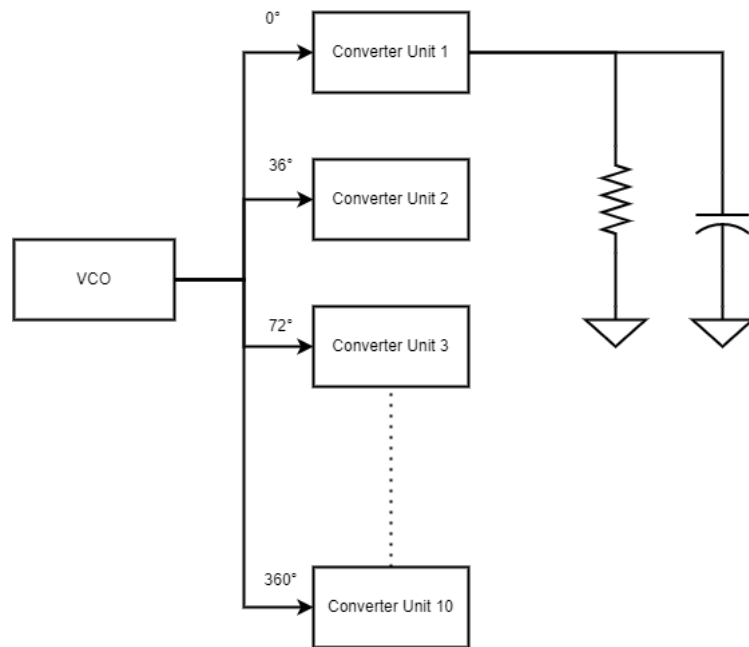 0°
Converter Unit 1
36°
Converter Unit 2
VCO
72°
Converter Unit 3
360°
Converter Unit 10